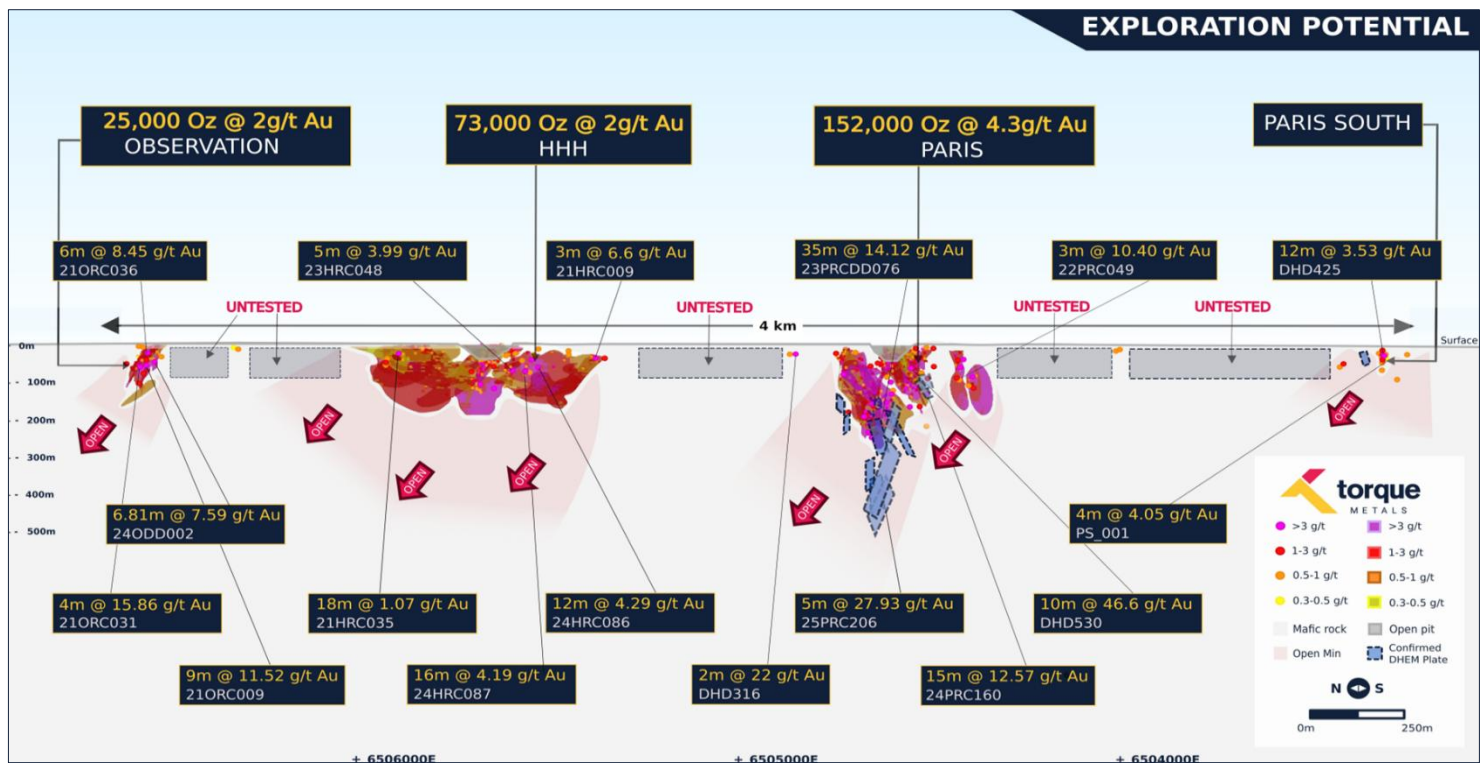 EXPLORATION POTENTIAL
25,000 Oz @ 2g/t Au
OBSERVATION
73,000 Oz @ 2g/t Au
HHH
152,000 Oz @ 4.3g/t Au
PARIS
PARIS SOUTH
6m @ 8.45 g/t Au
21ORC036
5m @ 3.99 g/t Au
23HRC048
3m @ 6.6 g/t Au
21HRC009
35m @ 14.12 g/t Au
23PRCDD076
3m @ 10.40 g/t Au
22PRC049
12m @ 3.53 g/t Au
DHD425
UNTESTED
UNTESTED
UNTESTED
UNTESTED
4 km
Surface
0m
100m
200m
300m
400m
500m
OPEN
OPEN
OPEN
OPEN
OPEN
OPEN
OPEN
6.81m @ 7.59 g/t Au
24ODD002
4m @ 4.05 g/t Au
PS_001
4m @ 15.86 g/t Au
21ORC031
18m @ 1.07 g/t Au
21HRC035
12m @ 4.29 g/t Au
24HRC086
5m @ 27.93 g/t Au
25PRC206
10m @ 46.6 g/t Au
DHD530
9m @ 11.52 g/t Au
21ORC009
16m @ 4.19 g/t Au
24HRC087
2m @ 22 g/t Au
DHD316
15m @ 12.57 g/t Au
24PRC160
torque
METALS
>3 g/t
>3 g/t
1-3 g/t
1-3 g/t
0.5-1 g/t
0.5-1 g/t
0.3-0.5 g/t
0.3-0.5 g/t
Mafic rock
Open pit
Open Min
Confirmed
DHEM Plate
N S
0m 250m
+ 6506000E
+ 6505000E
+ 6504000E